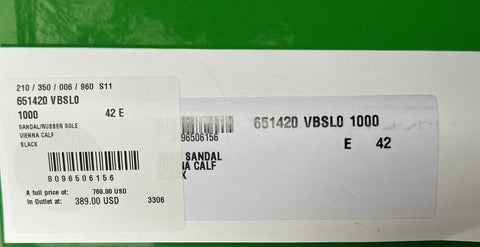 210 / 350 / 006 / 960 S11
651420 VBSL0
1000 42 E
SANDAL/RUBBER SOLE
VIENNA CALF
BLACK
8096506156
A full price of: 760.00 USD
In Outlet at: 389.00 USD 3306
651420 VBSL0 1000
E 42
96506156
SANDAL
NA CALF
K